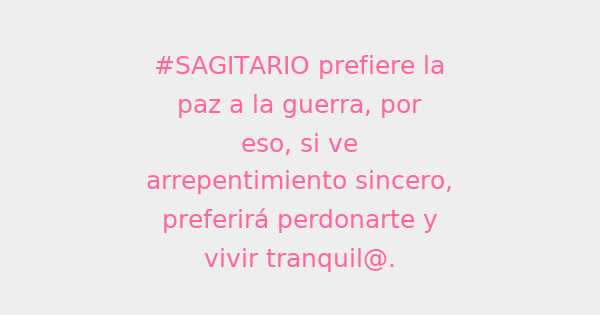 #SAGITARIO prefiere la
paz a la guerra, por
eso, si ve
arrepentimiento sincero,
preferirá perdonarte y
vivir tranquil@.